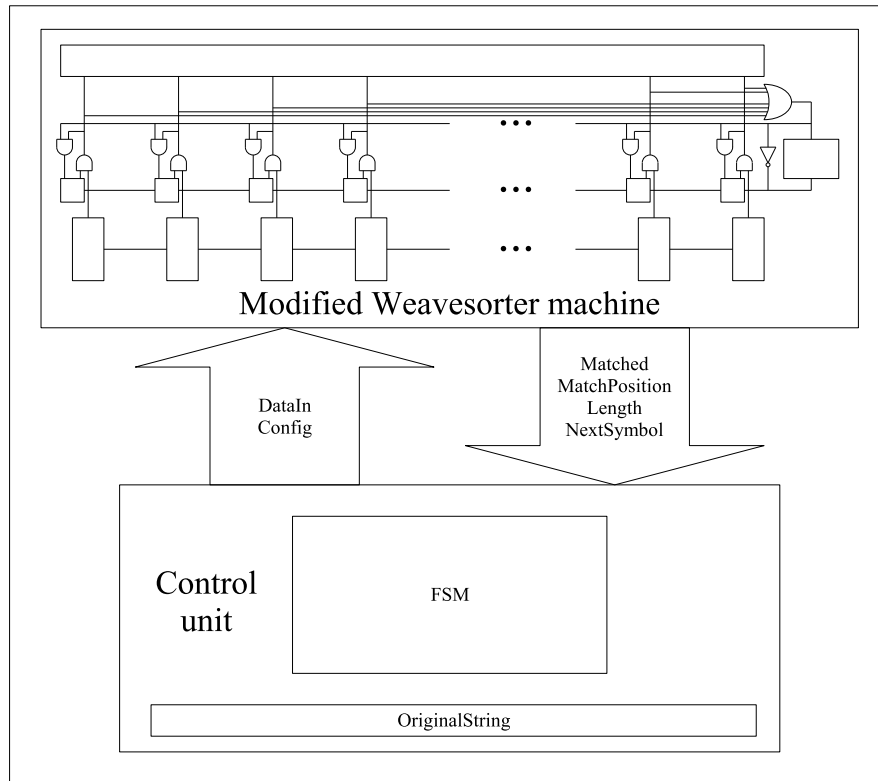 Modified Weavesorter machine
DataIn
Config
Matched
MatchPosition
Length
NextSymbol
Control
unit
FSM
OriginalString